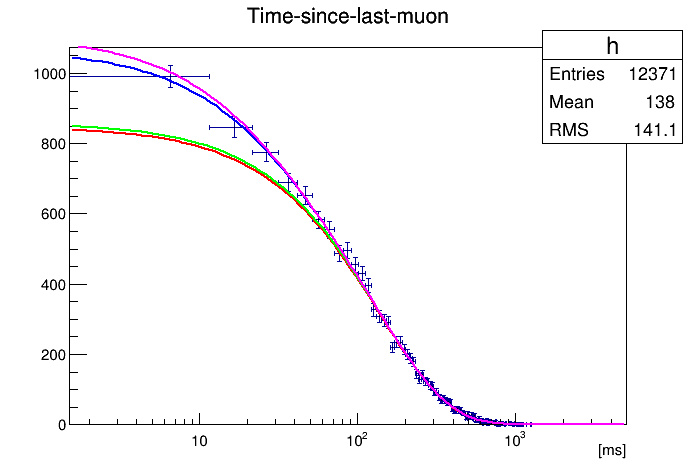 Time-since-last-muon
h
Entries 12371
Mean 138
RMS 141.1
1000
800
600
400
200
0
10 10² 10³
[ms]